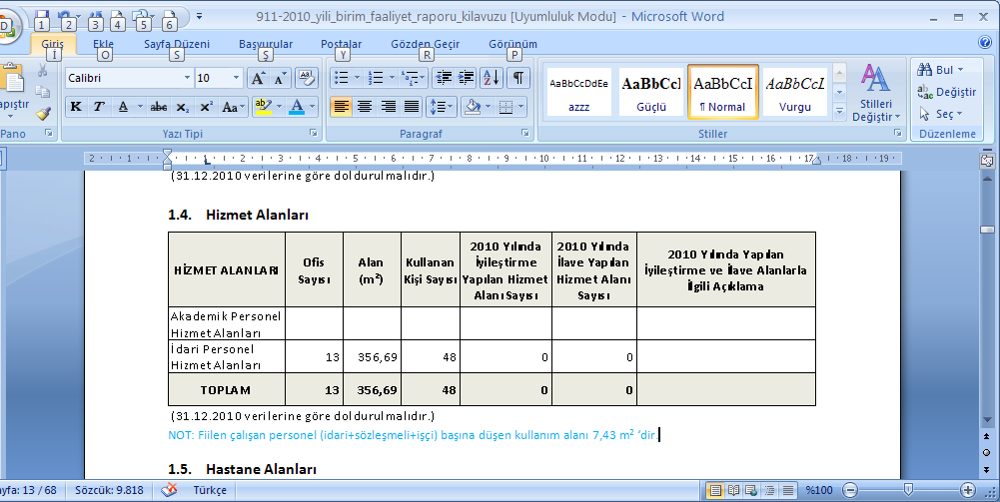 911-2010_yili_birim_faaliyet_raporu_kilavuzu [Uyumluluk Modu] - Microsoft Word
1 2 3 4 5 6
D
Giriş Ekle Sayfa Düzeni Başvurular Postalar Gözden Geçir Görünüm
I O S Ş Y R P
Calibri 10
apıştır
K T A abc x₂ x² Aa ab A
AaBbCcDdEe AaBbCcI AaBbCcI AaBbCcI
azzz Güçlü ¶ Normal Vurgu
Stilleri
Değiştir
Bul
Değiştir
Seç
Pano Yazı Tipi Paragraf Stiller Düzenleme
2 1 1 2 3 4 5 6 7 8 9 10 11 12 13 14 15 16 17 18 19
(31.12.2010 verilerine göre doldurulmalıdır.)
1.4. Hizmet Alanları
HİZMET ALANLARI Ofis Sayısı Alan (m²) Kullanan Kişi Sayısı 2010 Yılında İyileştirme Yapılan Hizmet Alanı Sayısı 2010 Yılında İlave Yapılan Hizmet Alanı Sayısı 2010 Yılında Yapılan İyileştirme ve İlave Alanlarla İlgili Açıklama
Akademik Personel
Hizmet Alanları
İdari Personel
Hizmet Alanları 13 356,69 48 0 0
TOPLAM 13 356,69 48 0 0
(31.12.2010 verilerine göre doldurulmalıdır.)
NOT: Fiilen çalışan personel (idari+sözleşmeli+işçi) başına düşen kullanım alanı 7,43 m² ‘dir.
1.5. Hastane Alanları
yfa: 13 / 68 Sözcük: 9.818 Türkçe %100